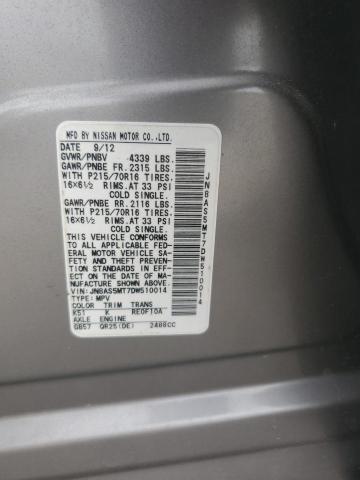 MFD BY NISSAN MOTOR CO.,LTD.
DATE 9/12
GVWR/PNBV 4339 LBS.
GAWR/PNBE FR. 2315 LBS.
WITH P215/70R16 TIRES.
16X6½ RIMS.AT 33 PSI
COLD SINGLE.
GAWR/PNBE RR. 2116 LBS.
WITH P215/70R16 TIRES.
16X6½ RIMS.AT 33 PSI
COLD SINGLE.
THIS VEHICLE CONFORMS
TO ALL APPLICABLE FED-
ERAL MOTOR VEHICLE SA-
FETY AND THEFT PREVEN-
TION STANDARDS IN EFF-
ECT ON THE DATE OF MA-
NUFACTURE SHOWN ABOVE.
VIN: JN8AS5MT7DW510014
TYPE: MPV
COLOR TRIM TRANS
K51 K RE0F10A
AXLE ENGINE
GB57 QR25(DE) 2488CC
JN8AS5MT7DW510014